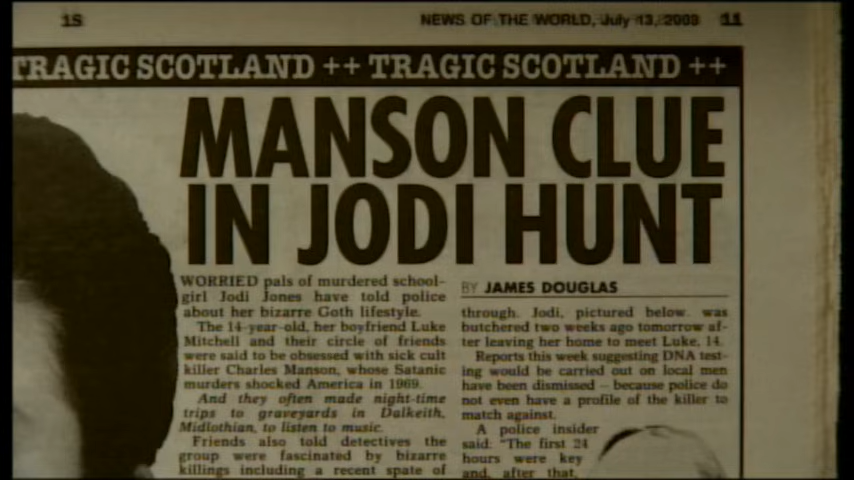 1S
NEWS OF THE WORLD, July 13, 2003 11
TRAGIC SCOTLAND ++ TRAGIC SCOTLAND ++
MANSON CLUE
IN JODI HUNT
WORRIED pals of murdered school-
girl Jodi Jones have told police
about her bizarre Goth lifestyle.
The 14-year-old, her boyfriend Luke
Mitchell and their circle of friends
were said to be obsessed with sick cult
killer Charles Manson, whose Satanic
murders shocked America in 1969.
And they often made night-time
trips to graveyards in Dalkeith,
Midlothian, to listen to music.
Friends also told detectives the
group were fascinated by bizarre
killings including a recent spate of
BY JAMES DOUGLAS
through. Jodi, pictured below, was
butchered two weeks ago tomorrow af-
ter leaving her home to meet Luke, 14.
Reports this week suggesting DNA test-
ing would be carried out on local men
have been dismissed – because police do
not even have a profile of the killer to
match against.
A police insider
said: "The first 24
hours were key
and, after that,